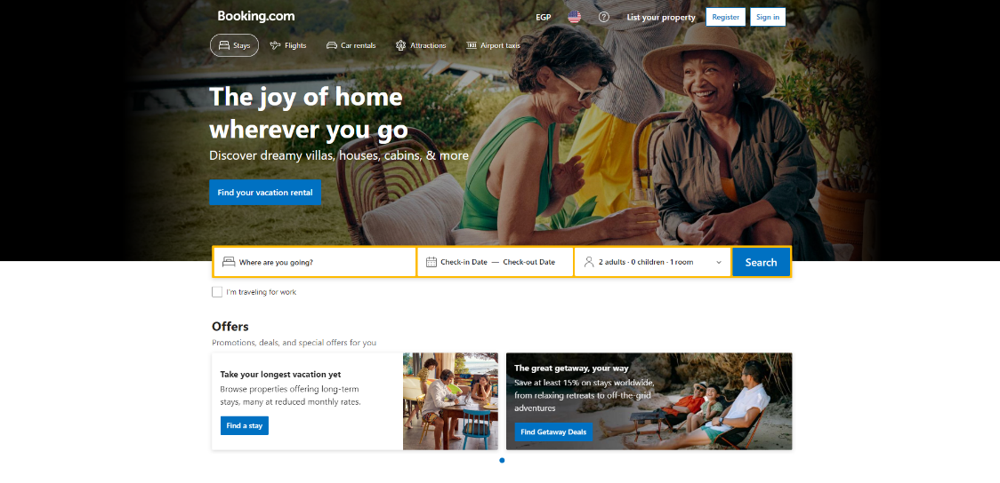 Booking.com
EGP
List your property
Register
Sign in
Stays
Flights
Car rentals
Attractions
TAXI
Airport taxis
The joy of home
wherever you go
Discover dreamy villas, houses, cabins, & more
Find your vacation rental
Where are you going?
Check-in Date — Check-out Date
2 adults · 0 children · 1 room
Search
I'm traveling for work
Offers
Promotions, deals, and special offers for you
Take your longest vacation yet
Browse properties offering long-term
stays, many at reduced monthly rates.
Find a stay
The great getaway, your way
Save at least 15% on stays worldwide,
from relaxing retreats to off-the-grid
adventures
Find Getaway Deals